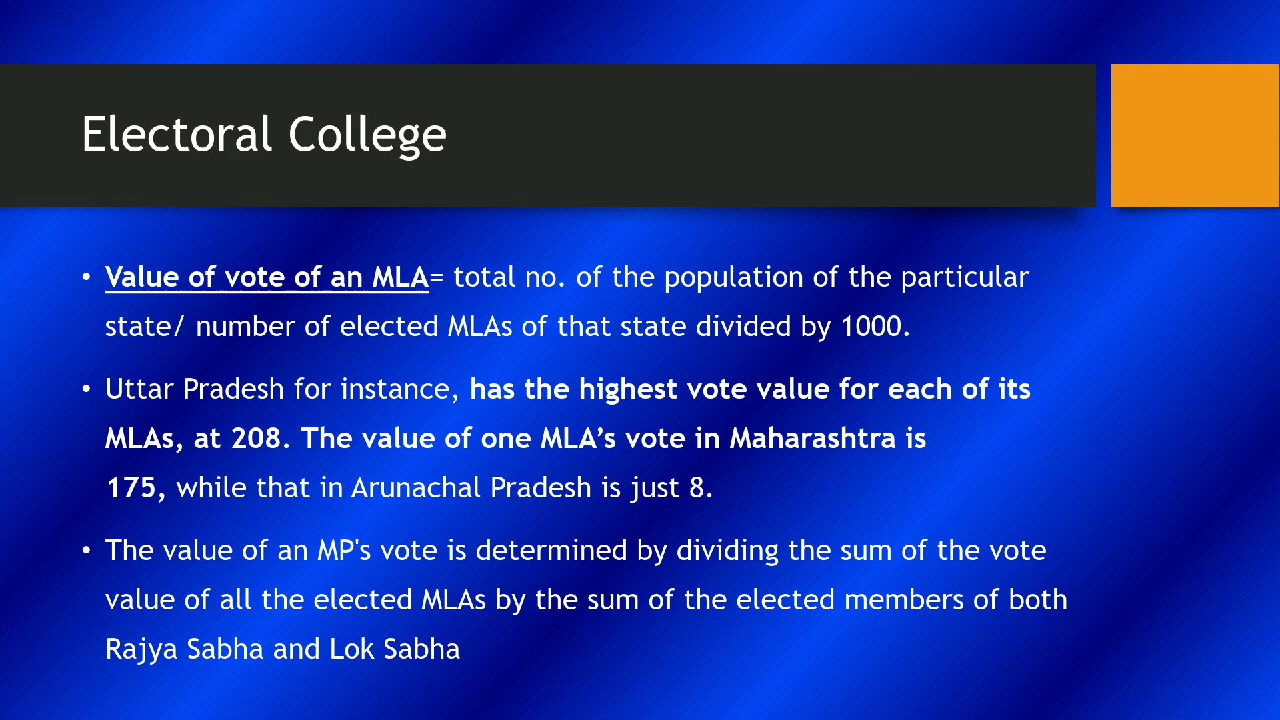 Electoral College
• Value of vote of an MLA= total no. of the population of the particular
state/ number of elected MLAs of that state divided by 1000.
• Uttar Pradesh for instance, has the highest vote value for each of its
MLAs, at 208. The value of one MLA’s vote in Maharashtra is
175, while that in Arunachal Pradesh is just 8.
• The value of an MP's vote is determined by dividing the sum of the vote
value of all the elected MLAs by the sum of the elected members of both
Rajya Sabha and Lok Sabha